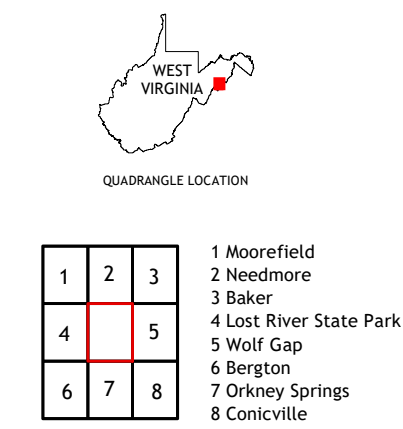 WEST
VIRGINIA
QUADRANGLE LOCATION
1 2 3
4 5
6 7 8
1 Moorefield
2 Needmore
3 Baker
4 Lost River State Park
5 Wolf Gap
6 Bergton
7 Orkney Springs
8 Conicville